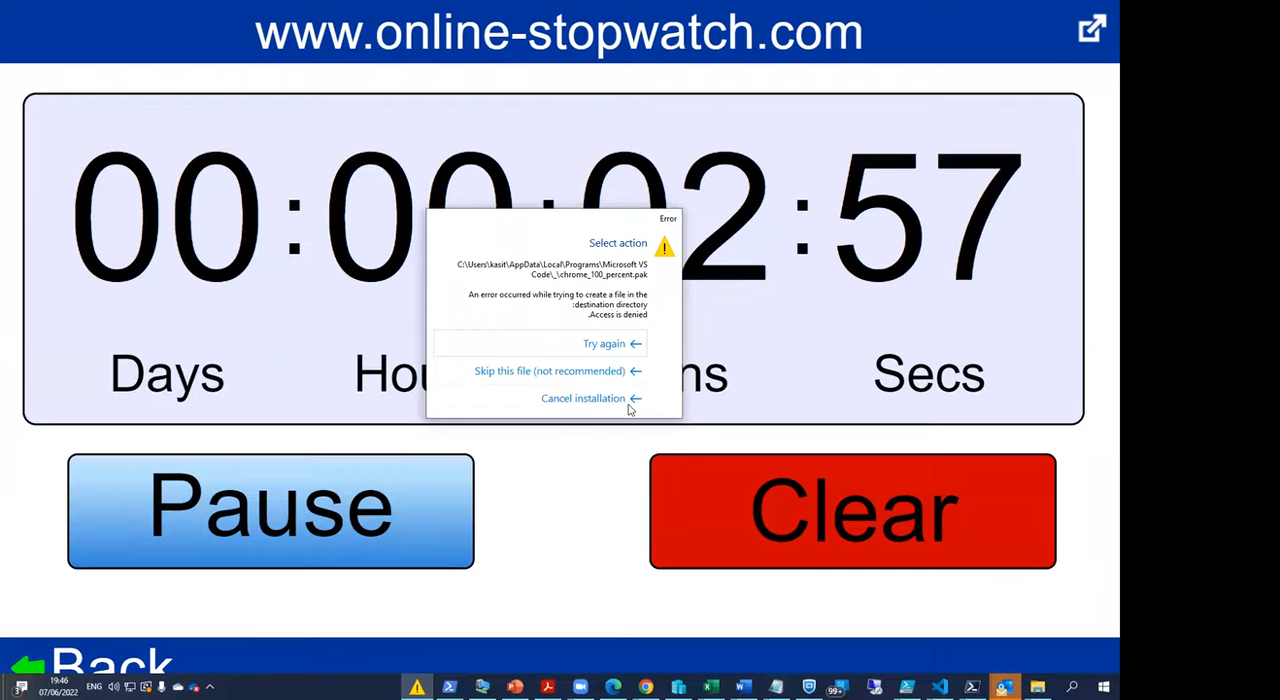 www.online-stopwatch.com
00:00:02:57
Error
Select action
C:\Users\kasit\AppData\Local\Programs\Microsoft VS
Code\_\chrome_100_percent.pak
An error occurred while trying to create a file in the
:destination directory
.Access is denied
Try again
Skip this file (not recommended)
Cancel installation
Days
Hou
ns
Secs
Pause
Clear
Back
19:46
07/06/2022
ENG
99+
3